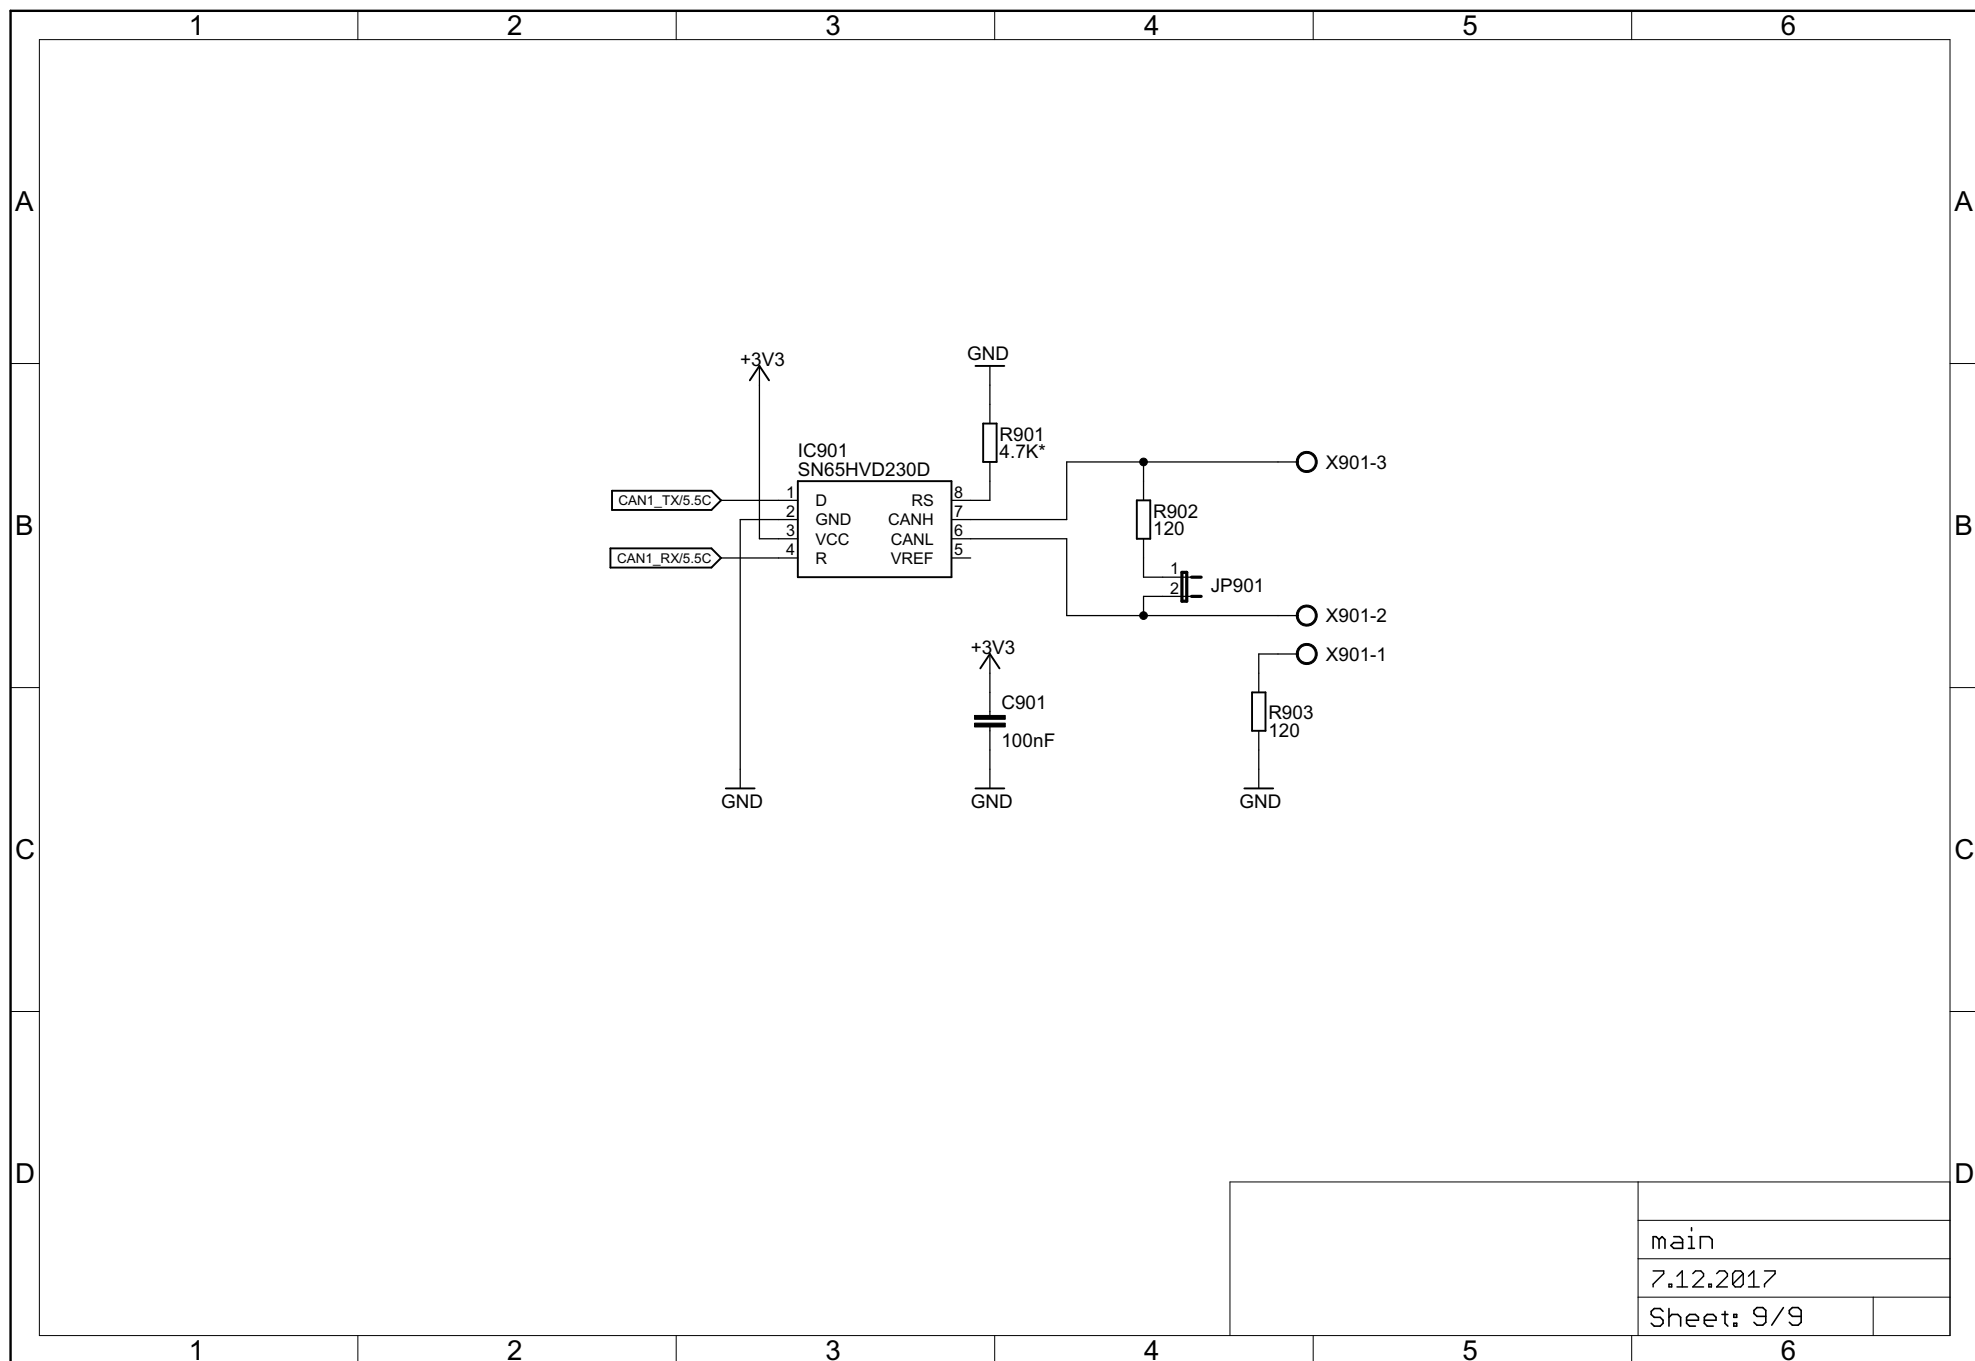 1 2 3 4 5 6
A A
+3V3 GND
R901
4.7K*
IC901
SN65HVD230D
X901-3
CAN1_TX/5.5C 1 D RS 8
2 GND CANH 7
3 VCC CANL 6
CAN1_RX/5.5C 4 R VREF 5
R902
120
B B
1
2 JP901
X901-2
+3V3 X901-1
C901
100nF
R903
120
GND GND GND
C C
D D
main
7.12.2017
Sheet: 9/9
1 2 3 4 5 6